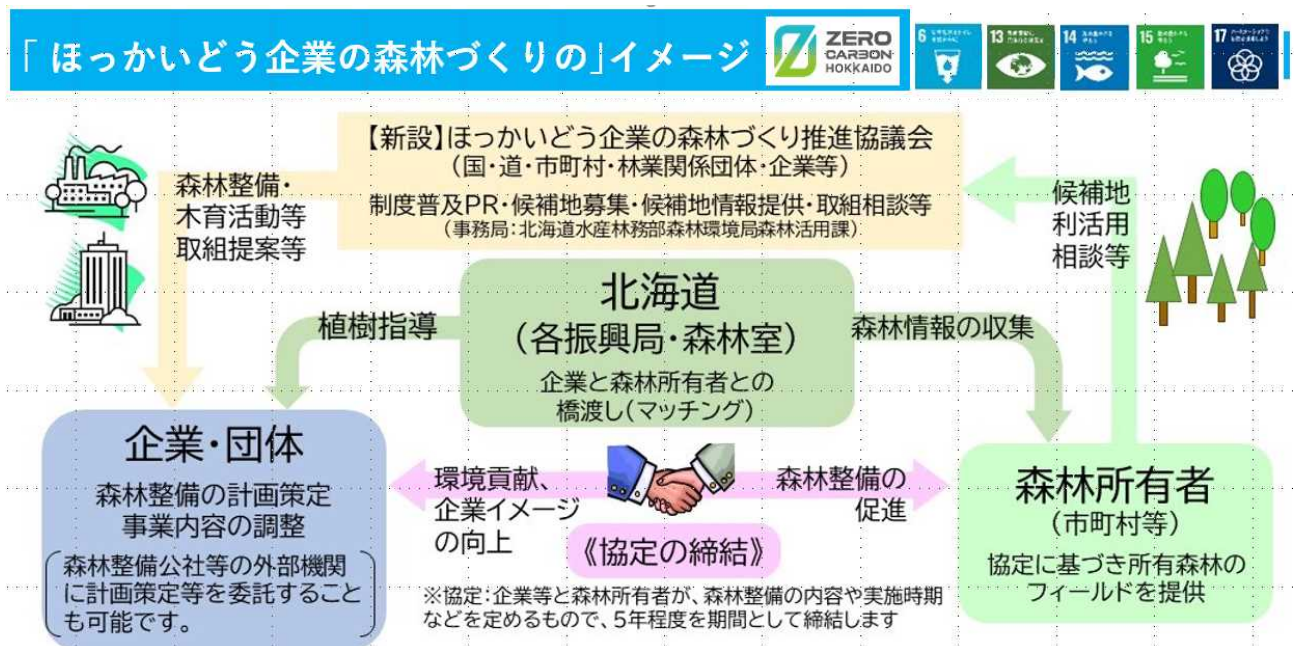 「ほっかいどう企業の森林づくりの」イメージ
ZERO
CARBON
HOKKAIDO
6
13
14
15
17
【新設】ほっかいどう企業の森林づくり推進協議会
(国・道・市町村・林業関係団体・企業等)
制度普及PR・候補地募集・候補地情報提供・取組相談等
(事務局:北海道水産林務部森林環境局森林活用課)
森林整備・
木育活動等
取組提案等
候補地
利活用
相談等
北海道
(各振興局・森林室)
企業と森林所有者との
橋渡し(マッチング)
植樹指導
森林情報の収集
企業・団体
森林整備の計画策定
事業内容の調整
森林整備公社等の外部機関
に計画策定等を委託すること
も可能です。
環境貢献、
企業イメージ
の向上
森林整備の
促進
《協定の締結》
※協定:企業等と森林所有者が、森林整備の内容や実施時期
などを定めるもので、5年程度を期間として締結します
森林所有者
(市町村等)
協定に基づき所有森林の
フィールドを提供